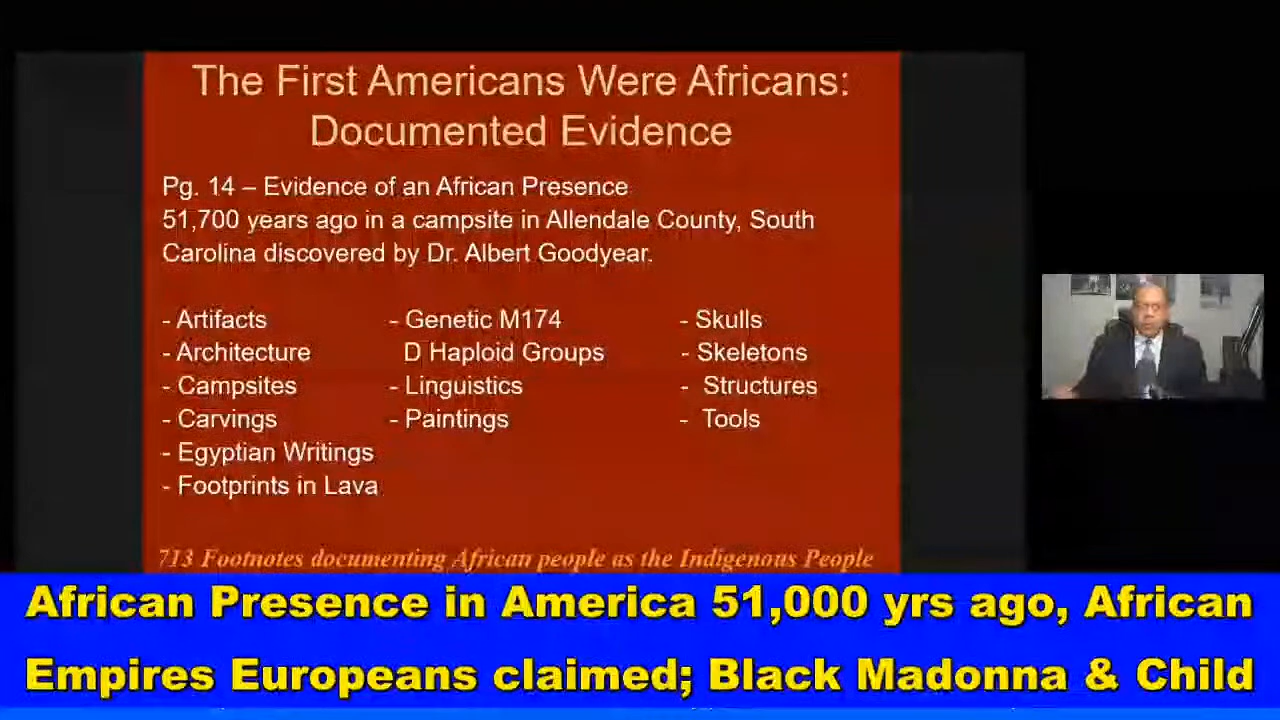 The First Americans Were Africans:
Documented Evidence
Pg. 14 – Evidence of an African Presence
51,700 years ago in a campsite in Allendale County, South
Carolina discovered by Dr. Albert Goodyear.
- Artifacts - Genetic M174 - Skulls
- Architecture D Haploid Groups - Skeletons
- Campsites - Linguistics - Structures
- Carvings - Paintings - Tools
- Egyptian Writings
- Footprints in Lava
713 Footnotes documenting African people as the Indigenous People
African Presence in America 51,000 yrs ago, African
Empires Europeans claimed; Black Madonna & Child